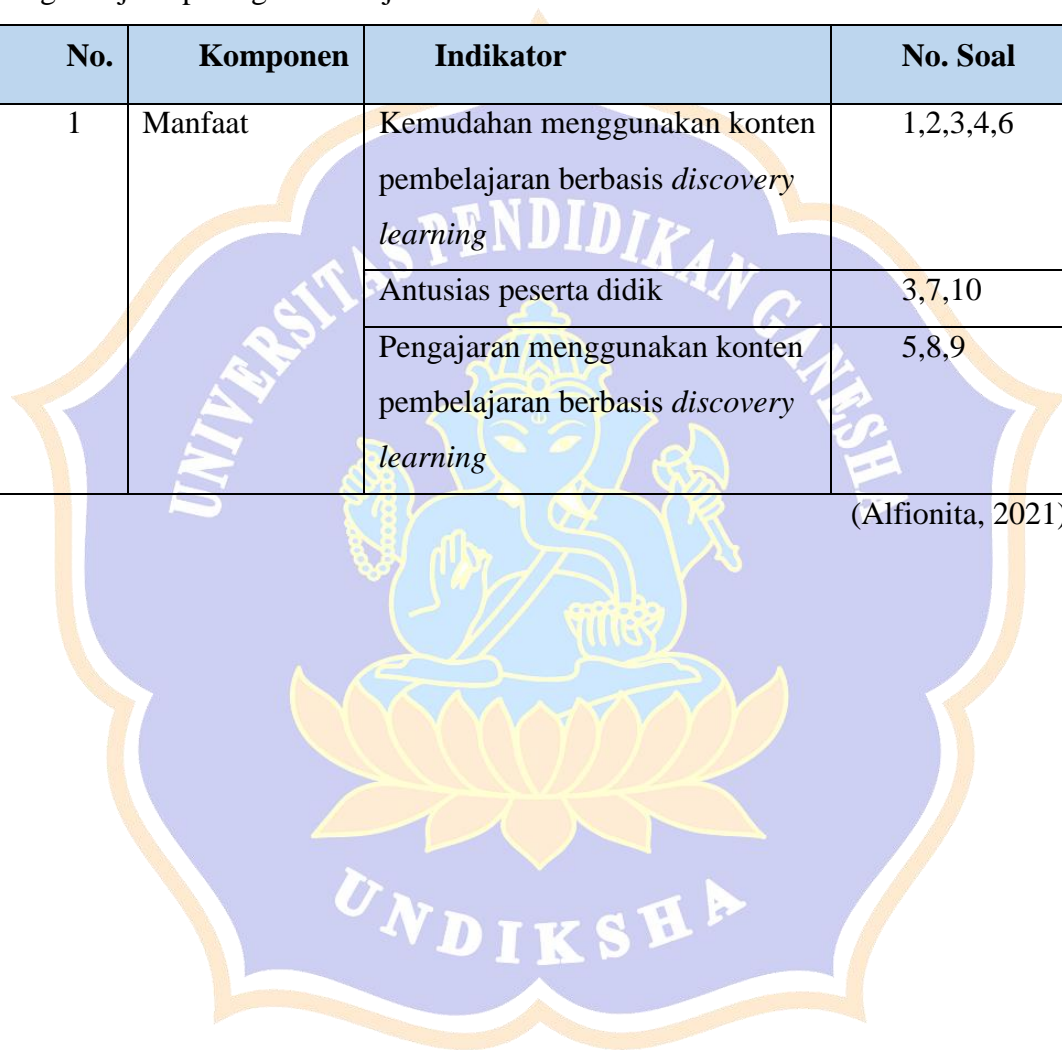 No. Komponen Indikator No. Soal
1 Manfaat Kemudahan menggunakan konten 1,2,3,4,6
pembelajaran berbasis discovery
learning
Antusias peserta didik 3,7,10
Pengajaran menggunakan konten 5,8,9
pembelajaran berbasis discovery
learning
(Alfionita, 2021)
UNIVERSITAS PENDIDIKAN GANESHA
UNDIKSHA